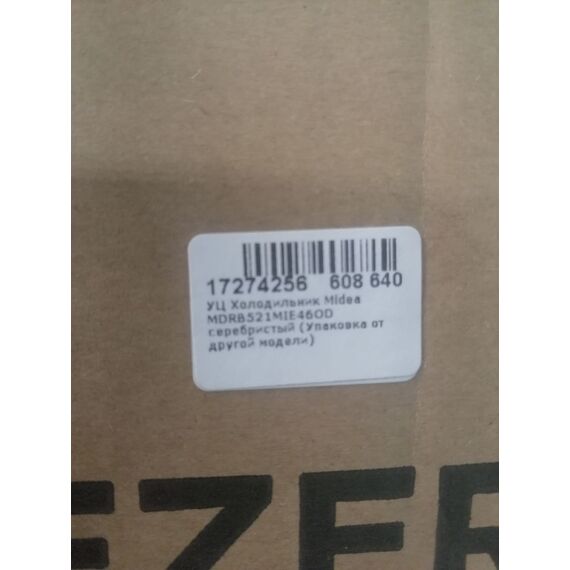 17274256 608 640
УЦ Холодильник Midea
MDRB521MIE46OD
серебристый (Упаковка от
другой модели)
EZER